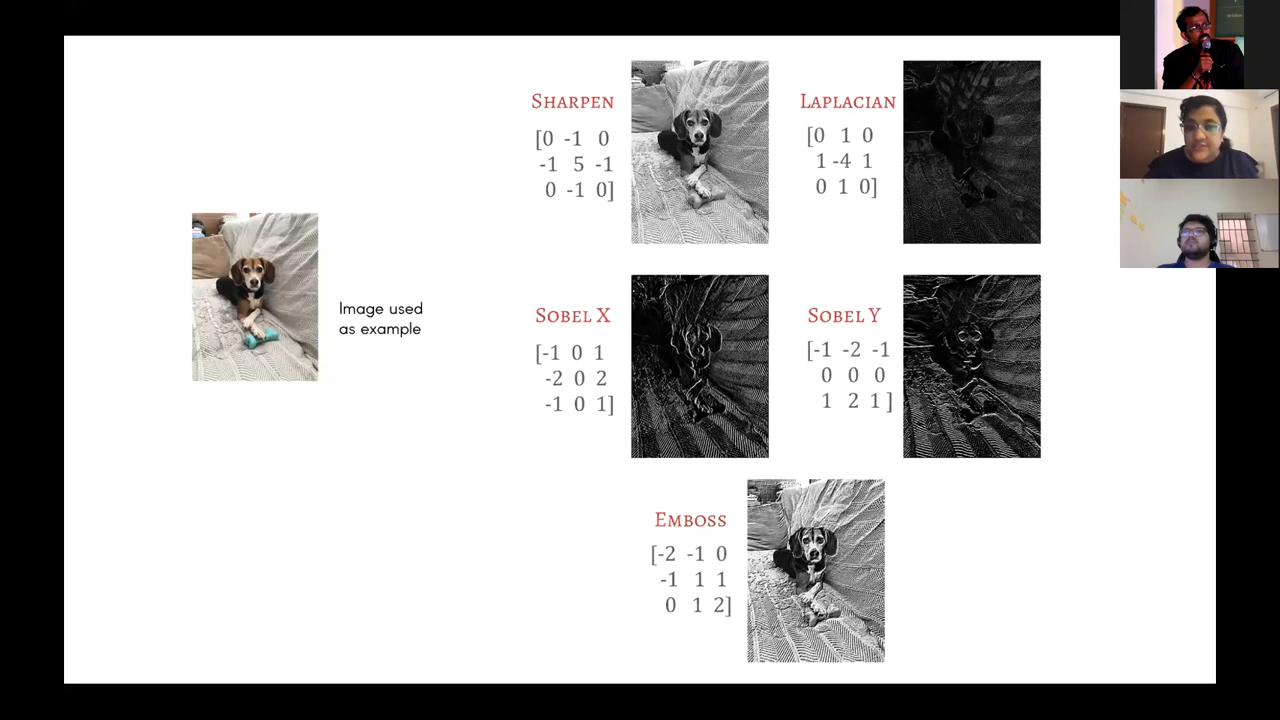 SHARPEN
[0 -1 0
-1 5 -1
0 -1 0]
LAPLACIAN
[0 1 0
1 -4 1
0 1 0]
Image used
as example
SOBEL X
[-1 0 1
-2 0 2
-1 0 1]
SOBEL Y
[-1 -2 -1
0 0 0
1 2 1 ]
EMBOSS
[-2 -1 0
-1 1 1
0 1 2]